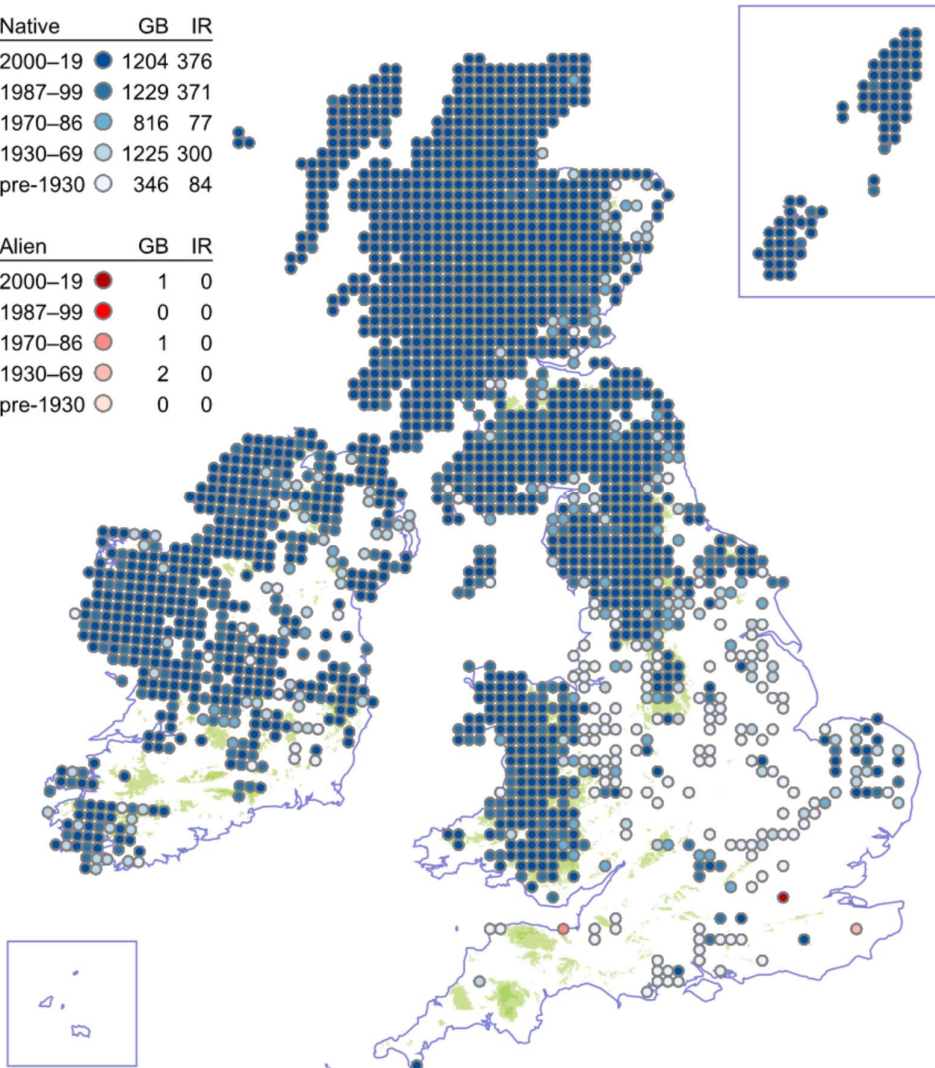 Native GB IR
2000–19 1204 376
1987–99 1229 371
1970–86 816 77
1930–69 1225 300
pre-1930 346 84
Alien GB IR
2000–19 1 0
1987–99 0 0
1970–86 1 0
1930–69 2 0
pre-1930 0 0